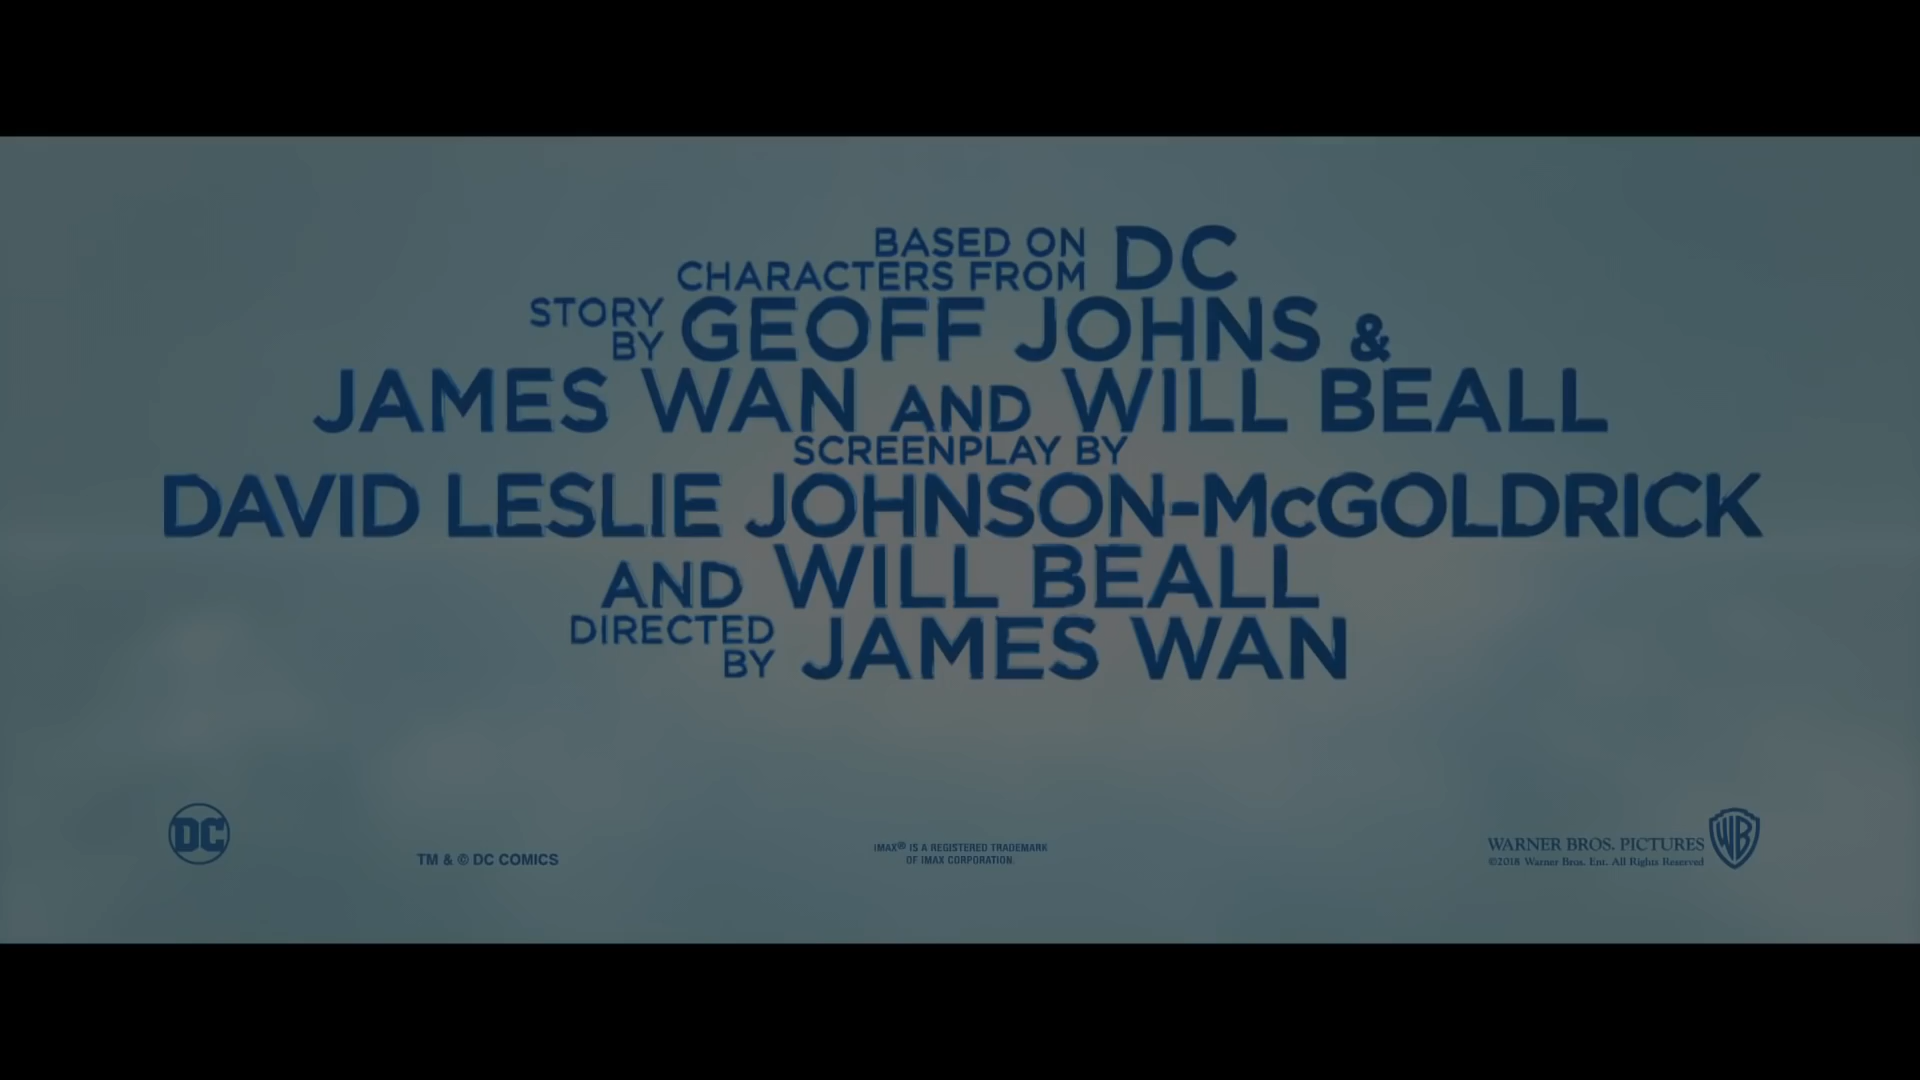 BASED ON
CHARACTERS FROM DC
STORY
BY GEOFF JOHNS &
JAMES WAN AND WILL BEALL
SCREENPLAY BY
DAVID LESLIE JOHNSON-McGOLDRICK
AND WILL BEALL
DIRECTED
BY JAMES WAN
DC
TM & © DC COMICS
IMAX® IS A REGISTERED TRADEMARK
OF IMAX CORPORATION.
WARNER BROS. PICTURES
©2018 Warner Bros. Ent. All Rights Reserved
WB